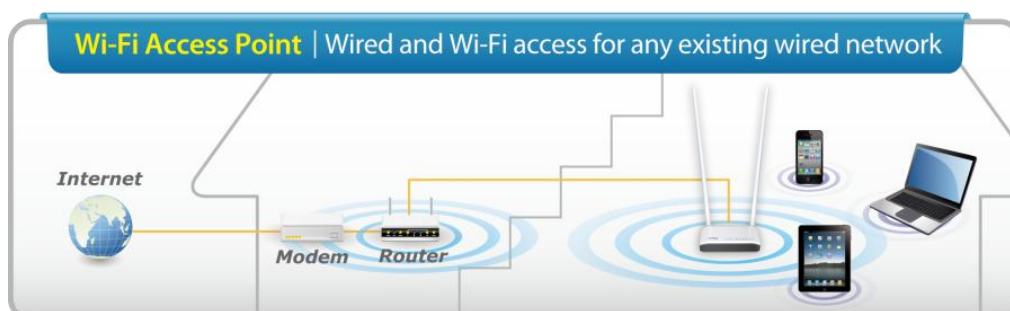 Wi-Fi Access Point | Wired and Wi-Fi access for any existing wired network
Internet
Modem
Router